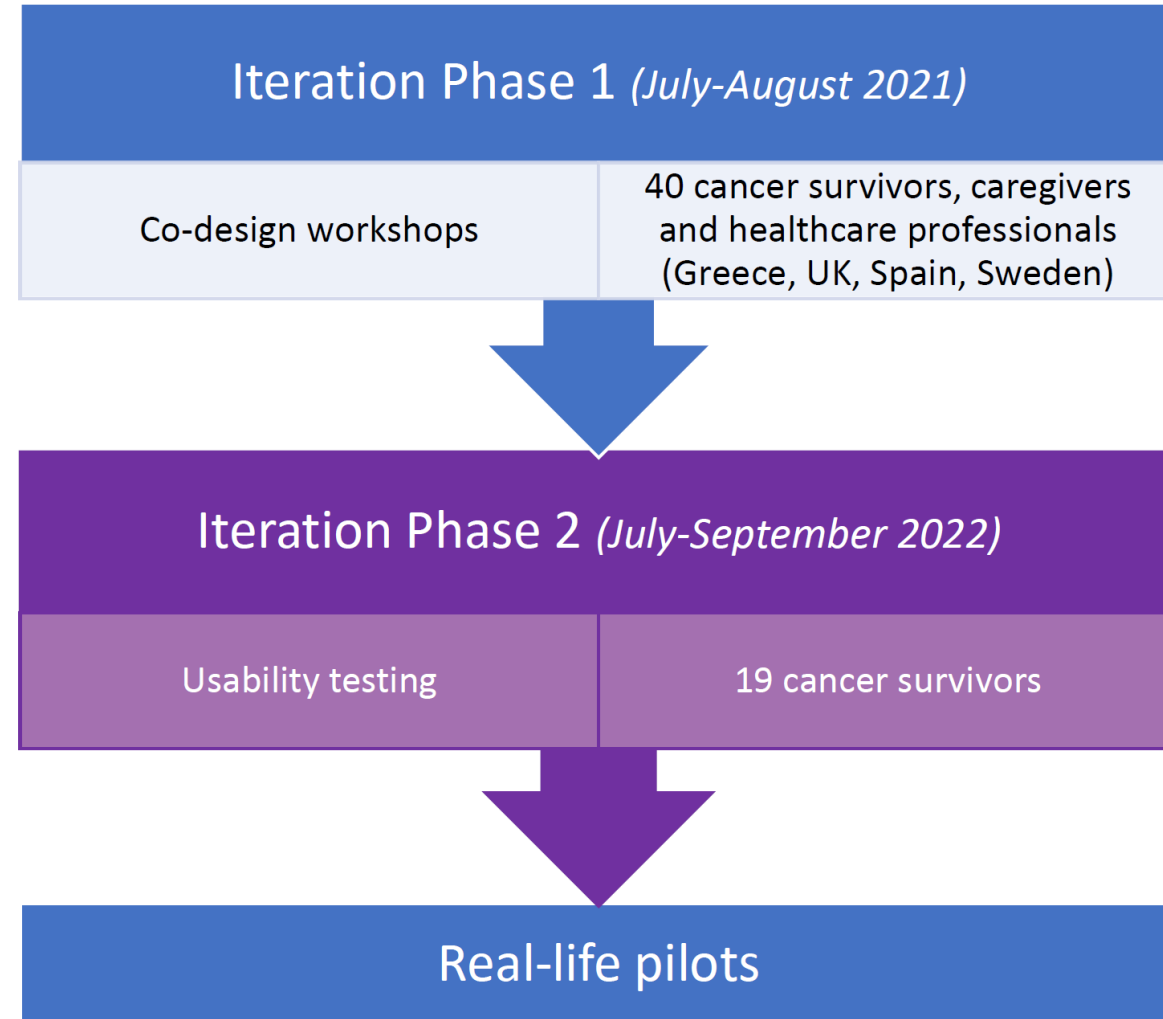 Iteration Phase 1 (July-August 2021)
Co-design workshops
40 cancer survivors, caregivers
and healthcare professionals
(Greece, UK, Spain, Sweden)
Iteration Phase 2 (July-September 2022)
Usability testing
19 cancer survivors
Real-life pilots